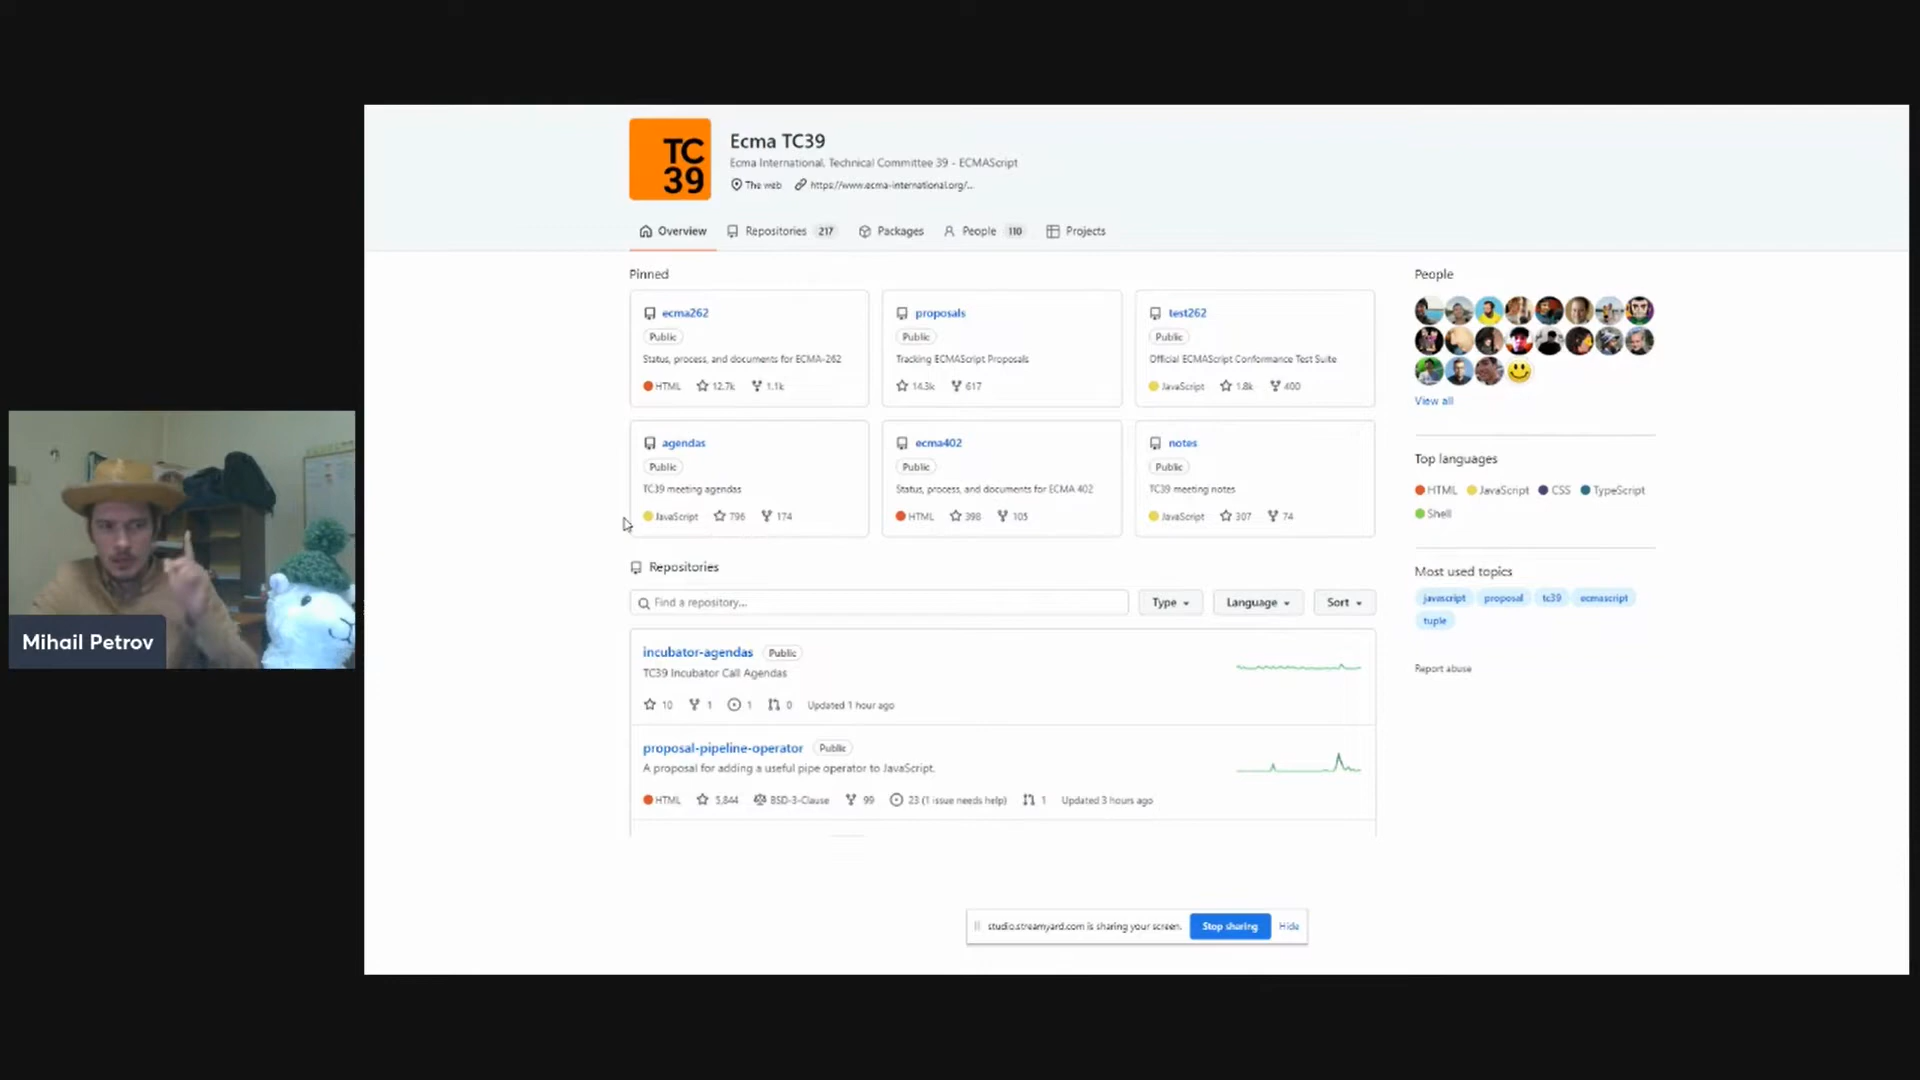 TC
39
Ecma TC39
Ecma International, Technical Committee 39 - ECMAScript
The web https://www.ecma-international.org/...
Overview Repositories 217 Packages People 110 Projects
Pinned
ecma262
Public
Status, process, and documents for ECMA-262
HTML 12.7k 1.1k
proposals
Public
Tracking ECMAScript Proposals
14.3k 617
test262
Public
Official ECMAScript Conformance Test Suite
JavaScript 1.8k 400
agendas
Public
TC39 meeting agendas
JavaScript 796 174
ecma402
Public
Status, process, and documents for ECMA 402
HTML 398 105
notes
Public
TC39 meeting notes
JavaScript 307 74
Repositories
Find a repository...
Type Language Sort
incubator-agendas Public
TC39 Incubator Call Agendas
10 1 1 0 Updated 1 hour ago
proposal-pipeline-operator Public
A proposal for adding a useful pipe operator to JavaScript.
HTML 5,844 BSD-3-Clause 99 23 (1 issue needs help) 1 Updated 3 hours ago
People
View all
Top languages
HTML JavaScript CSS TypeScript
Shell
Most used topics
javascript proposal tc39 ecmascript
tuple
Report abuse
studio.streamyard.com is sharing your screen. Stop sharing Hide
Mihail Petrov